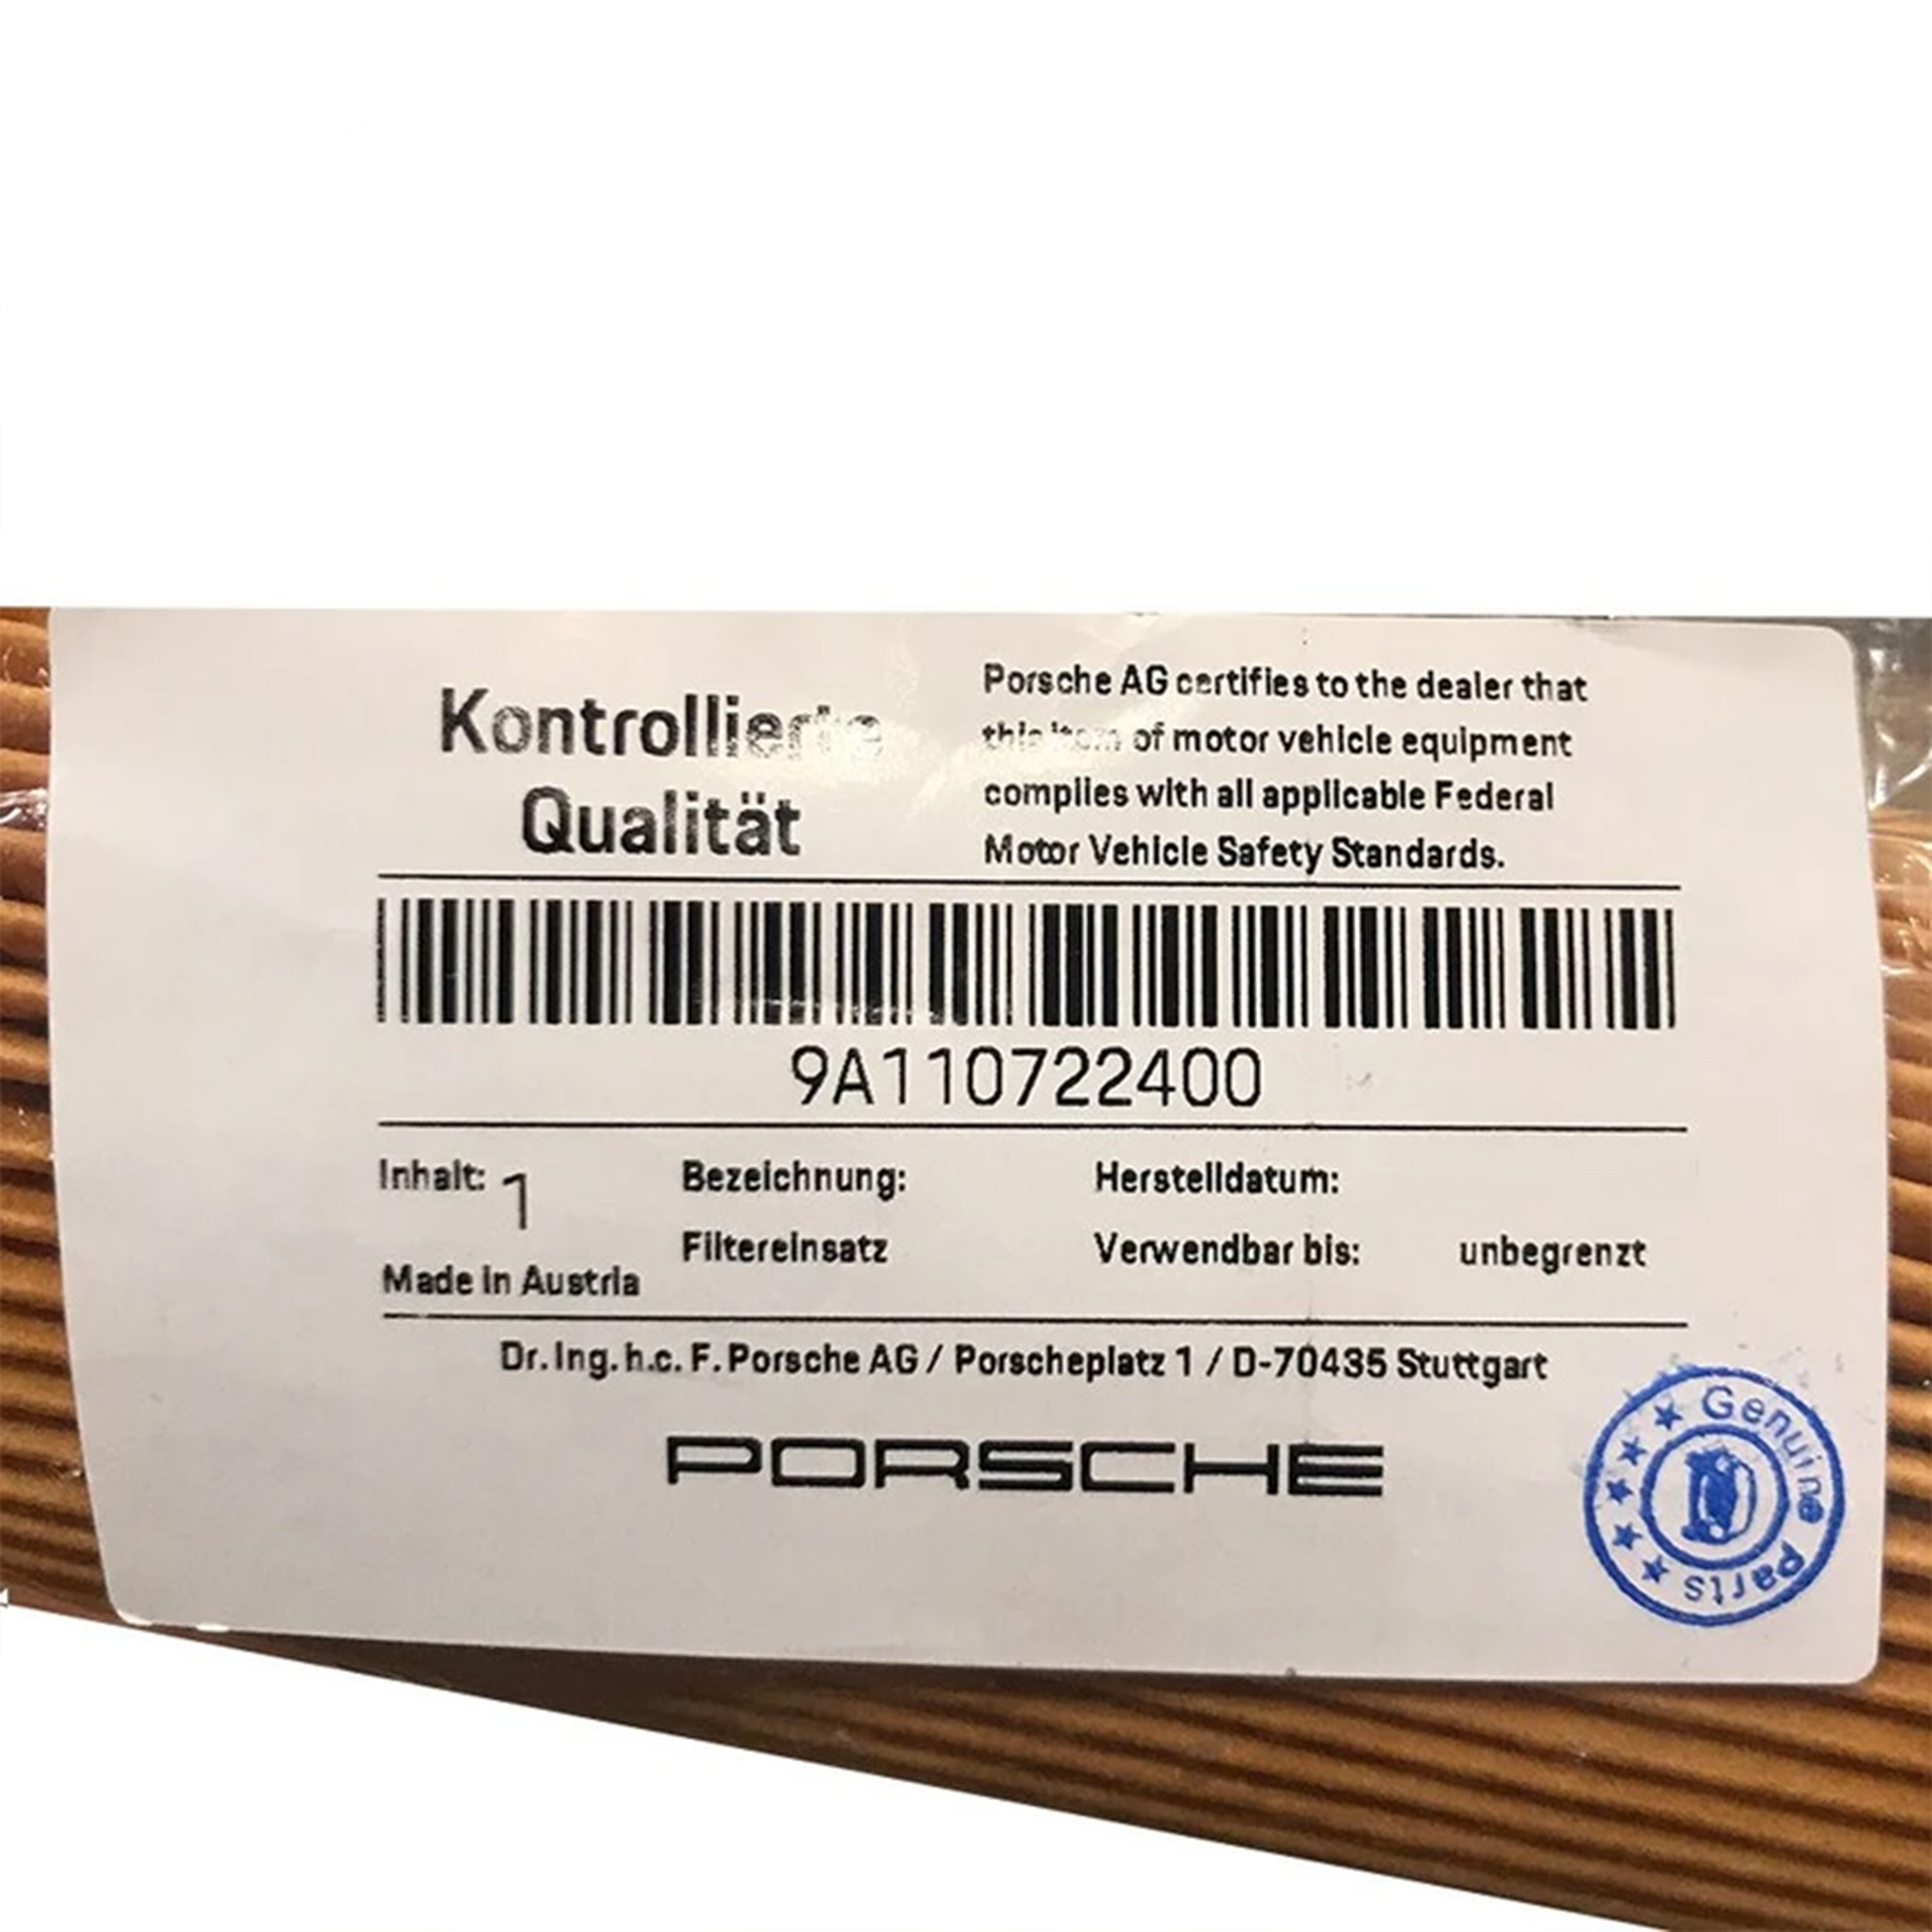 Kontrollierte
Qualität
Porsche AG certifies to the dealer that
this item of motor vehicle equipment
complies with all applicable Federal
Motor Vehicle Safety Standards.
9A110722400
Inhalt: 1
Made in Austria
Bezeichnung:
Filtereinsatz
Herstelldatum:
Verwendbar bis: unbegrenzt
Dr. Ing. h.c. F. Porsche AG / Porscheplatz 1 / D-70435 Stuttgart
PORSCHE
Genuine Parts